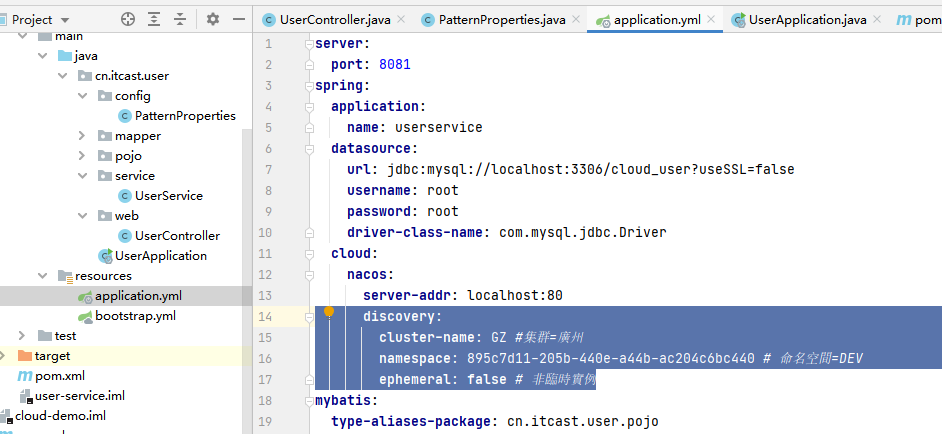 Project
UserController.java
PatternProperties.java
application.yml
UserApplication.java
pom
main
java
cn.itcast.user
config
PatternProperties
mapper
pojo
service
UserService
web
UserController
UserApplication
resources
application.yml
bootstrap.yml
test
target
pom.xml
user-service.iml
cloud-demo.iml
1 server:
2 port: 8081
3 spring:
4 application:
5 name: userservice
6 datasource:
7 url: jdbc:mysql://localhost:3306/cloud_user?useSSL=false
8 username: root
9 password: root
10 driver-class-name: com.mysql.jdbc.Driver
11 cloud:
12 nacos:
13 server-addr: localhost:80
14 discovery:
15 cluster-name: GZ #集群=廣州
16 namespace: 895c7d11-205b-440e-a44b-ac204c6bc440 # 命名空間=DEV
17 ephemeral: false # 非臨時實例
18 mybatis:
19 type-aliases-package: cn.itcast.user.pojo